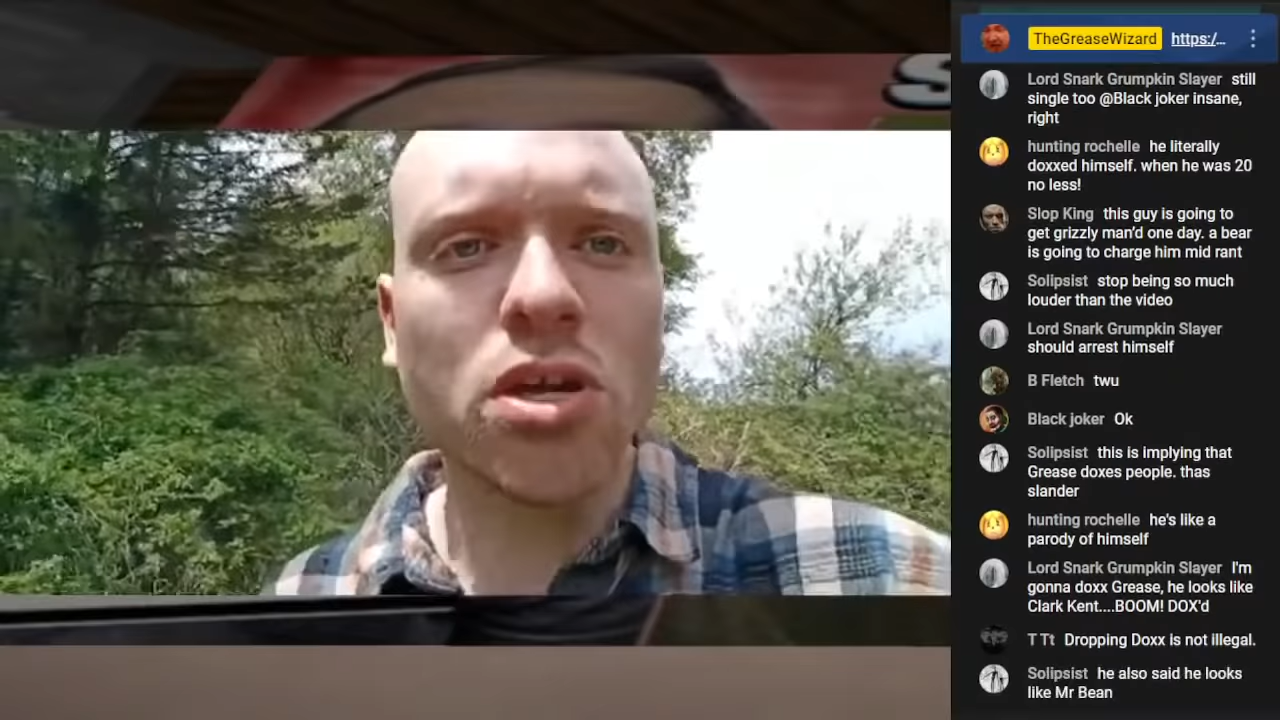 S
TheGreaseWizard https:/...
Lord Snark Grumpkin Slayer still
single too @Black joker insane,
right
hunting rochelle he literally
doxxed himself. when he was 20
no less!
Slop King this guy is going to
get grizzly man'd one day. a bear
is going to charge him mid rant
Solipsist stop being so much
louder than the video
Lord Snark Grumpkin Slayer
should arrest himself
B Fletch twu
Black joker Ok
Solipsist this is implying that
Grease doxes people. thas
slander
hunting rochelle he's like a
parody of himself
Lord Snark Grumpkin Slayer I'm
gonna doxx Grease, he looks like
Clark Kent....BOOM! DOX'd
T Tt Dropping Doxx is not illegal.
Solipsist he also said he looks
like Mr Bean